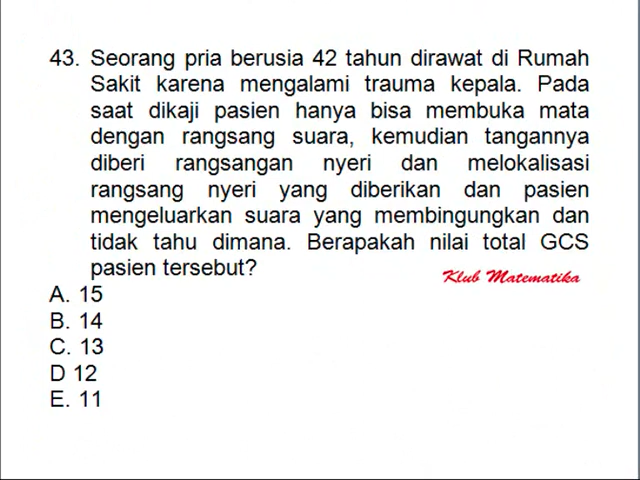 43. Seorang pria berusia 42 tahun dirawat di Rumah
Sakit karena mengalami trauma kepala. Pada
saat dikaji pasien hanya bisa membuka mata
dengan rangsang suara, kemudian tangannya
diberi rangsangan nyeri dan melokalisasi
rangsang nyeri yang diberikan dan pasien
mengeluarkan suara yang membingungkan dan
tidak tahu dimana. Berapakah nilai total GCS
pasien tersebut?
Klub Matematika
A. 15
B. 14
C. 13
D 12
E. 11